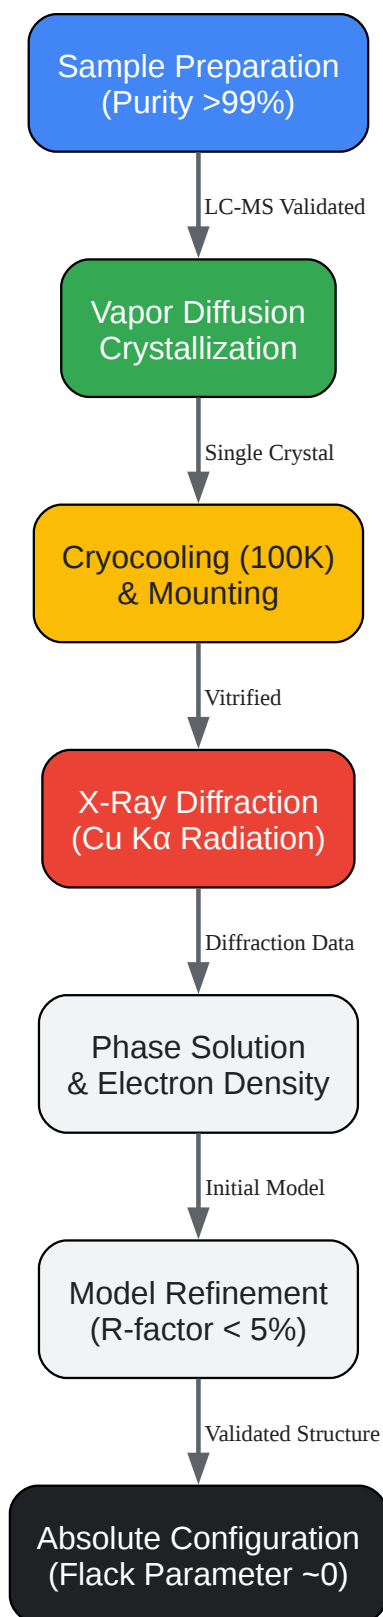 Sample Preparation
(Purity >99%)
LC-MS Validated
Vapor Diffusion
Crystallization
Single Crystal
Cryocooling (100K)
& Mounting
Vitrified
X-Ray Diffraction
(Cu Kα Radiation)
Diffraction Data
Phase Solution
& Electron Density
Initial Model
Model Refinement
(R-factor < 5%)
Validated Structure
Absolute Configuration
(Flack Parameter ~0)